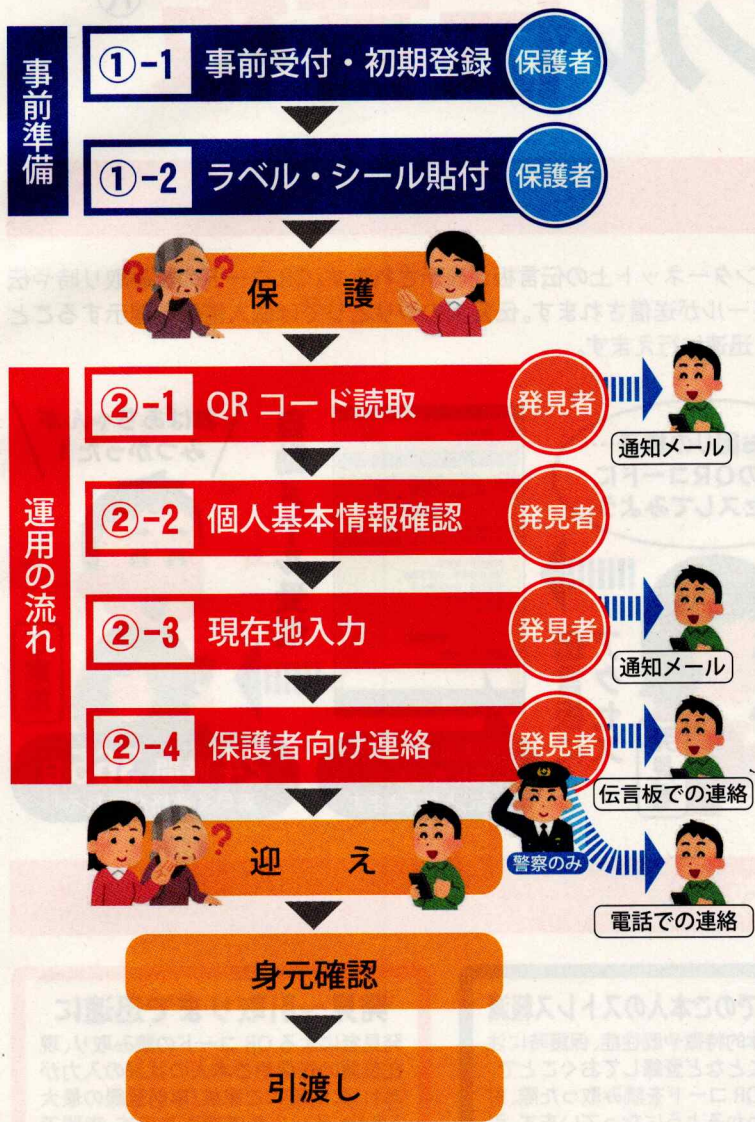 事前準備
①-1 事前受付・初期登録 保護者
①-2 ラベル・シール貼付 保護者
? ?
保 護
運用の流れ
②-1 QRコード読取 発見者
通知メール
②-2 個人基本情報確認 発見者
②-3 現在地入力 発見者
通知メール
②-4 保護者向け連絡 発見者
伝言板での連絡
警察のみ
電話での連絡
?
迎 え
身元確認
引渡し